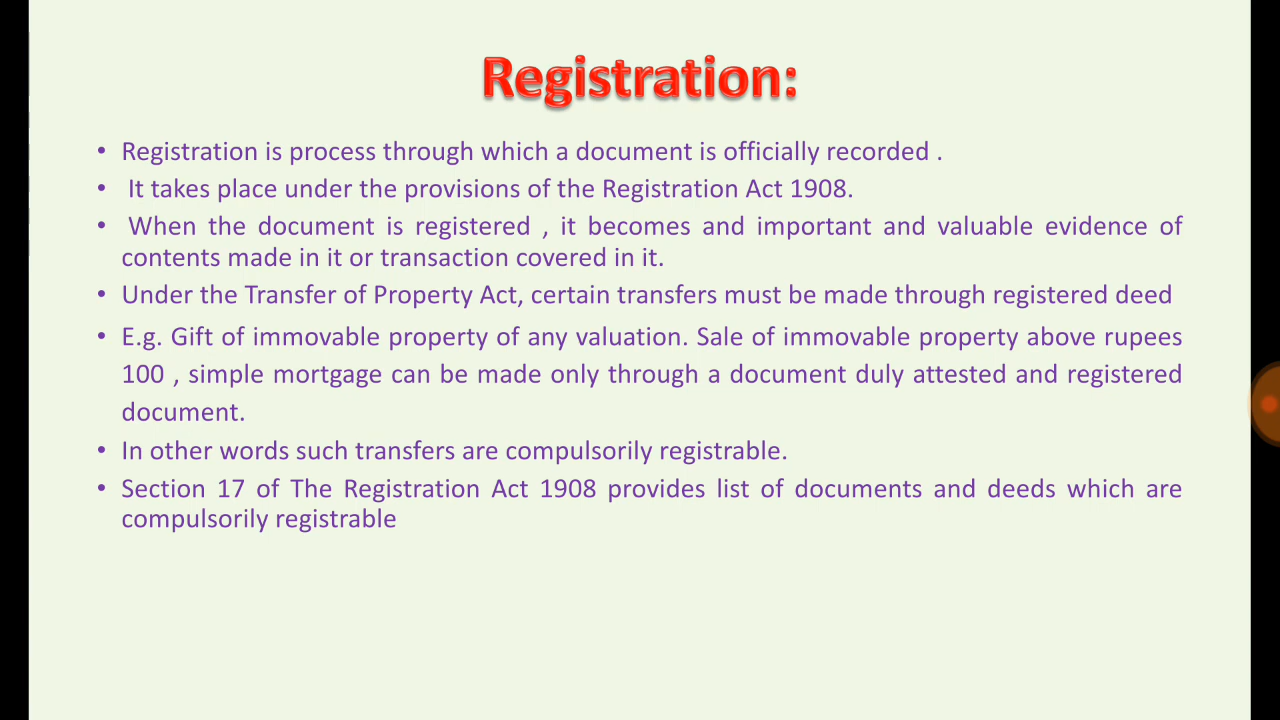 Registration:
• Registration is process through which a document is officially recorded .
• It takes place under the provisions of the Registration Act 1908.
• When the document is registered , it becomes and important and valuable evidence of
contents made in it or transaction covered in it.
• Under the Transfer of Property Act, certain transfers must be made through registered deed
• E.g. Gift of immovable property of any valuation. Sale of immovable property above rupees
100 , simple mortgage can be made only through a document duly attested and registered
document.
• In other words such transfers are compulsorily registrable.
• Section 17 of The Registration Act 1908 provides list of documents and deeds which are
compulsorily registrable